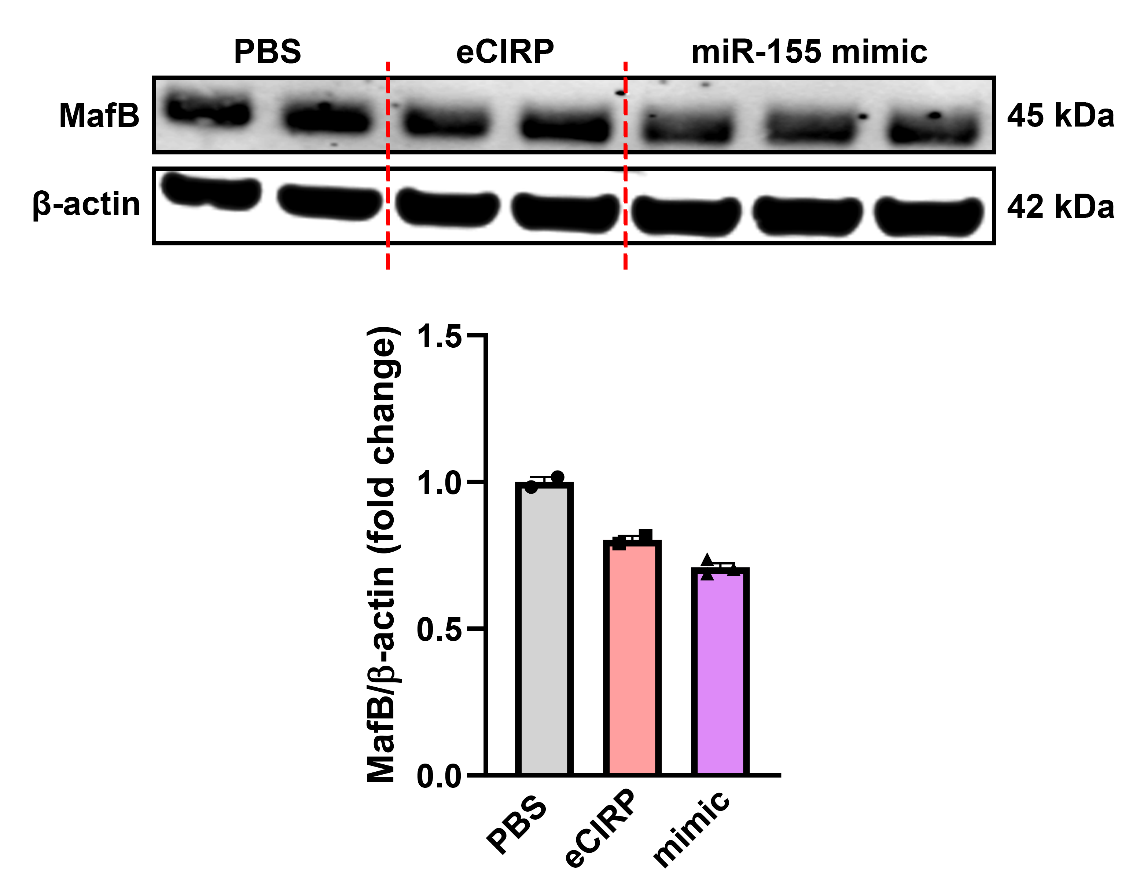 PBS eCIRP miR-155 mimic
MafB 45 kDa
β-actin 42 kDa
MafB/β-actin (fold change)
1.5
1.0
0.5
0.0
PBS eCIRP mimic